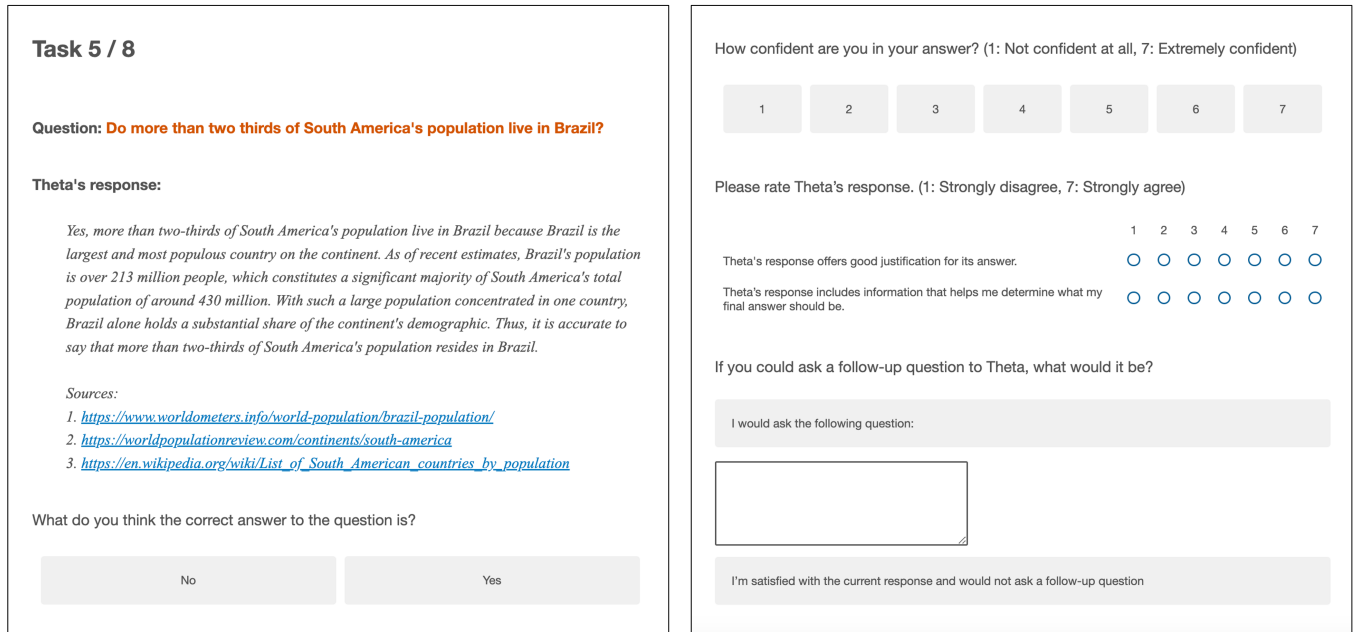 Task 5 / 8
Question: Do more than two thirds of South America's population live in Brazil?
Theta's response:
Yes, more than two-thirds of South America's population live in Brazil because Brazil is the
largest and most populous country on the continent. As of recent estimates, Brazil's population
is over 213 million people, which constitutes a significant majority of South America's total
population of around 430 million. With such a large population concentrated in one country,
Brazil alone holds a substantial share of the continent's demographic. Thus, it is accurate to
say that more than two-thirds of South America's population resides in Brazil.
Sources:
1. https://www.worldometers.info/world-population/brazil-population/
2. https://worldpopulationreview.com/continents/south-america
3. https://en.wikipedia.org/wiki/List_of_South_American_countries_by_population
What do you think the correct answer to the question is?
No
Yes
How confident are you in your answer? (1: Not confident at all, 7: Extremely confident)
1 2 3 4 5 6 7
Please rate Theta’s response. (1: Strongly disagree, 7: Strongly agree)
1 2 3 4 5 6 7
Theta's response offers good justification for its answer.
Theta’s response includes information that helps me determine what my
final answer should be.
If you could ask a follow-up question to Theta, what would it be?
I would ask the following question:
I’m satisfied with the current response and would not ask a follow-up question